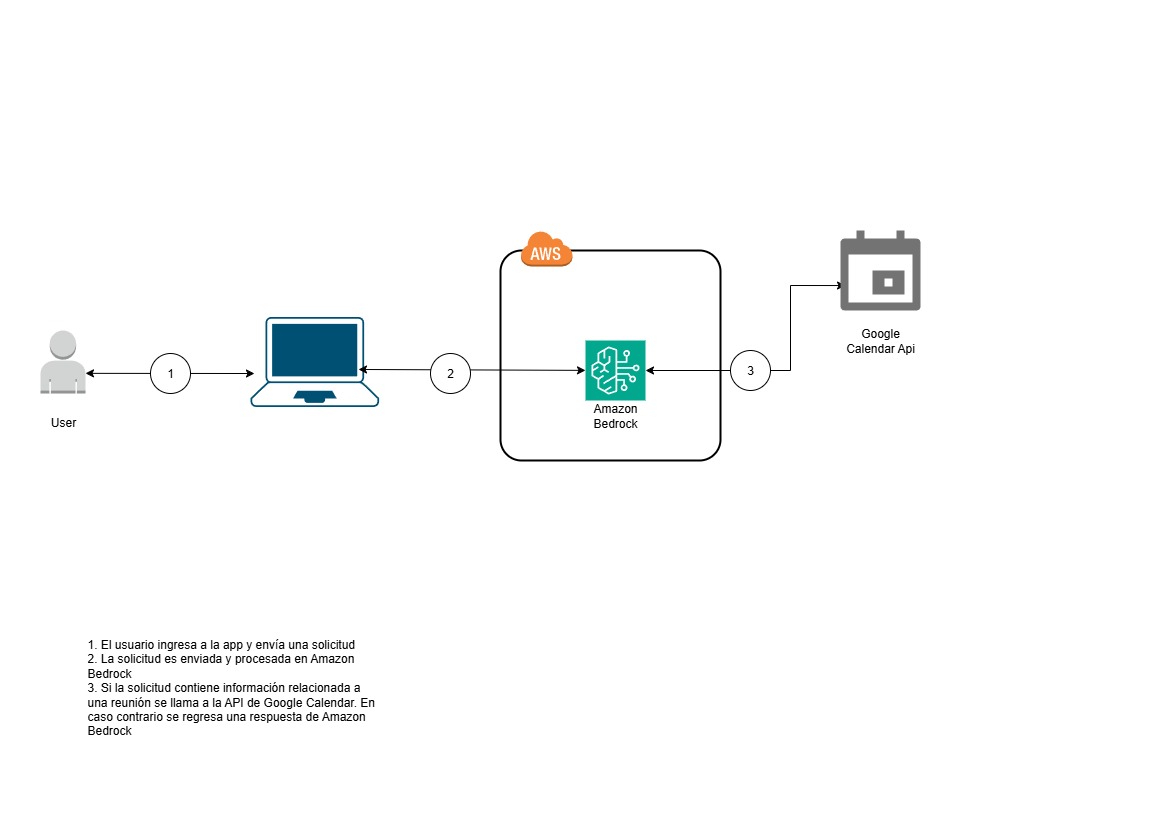 AWS
Google
Calendar Api
1
2
3
Amazon
Bedrock
User
1. El usuario ingresa a la app y envía una solicitud
2. La solicitud es enviada y procesada en Amazon
Bedrock
3. Si la solicitud contiene información relacionada a
una reunión se llama a la API de Google Calendar. En
caso contrario se regresa una respuesta de Amazon
Bedrock